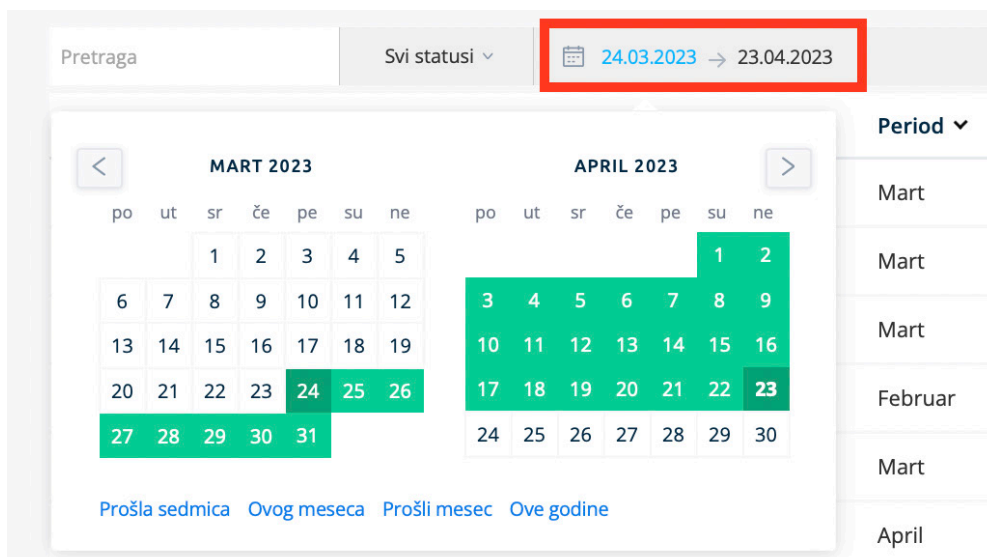 Pretraga Svi statusi 24.03.2023 → 23.04.2023
Period
MART 2023 APRIL 2023
po ut sr če pe su ne po ut sr če pe su ne
Mart
1 2 3 4 5 1 2
Mart
6 7 8 9 10 11 12 3 4 5 6 7 8 9
Mart
13 14 15 16 17 18 19 10 11 12 13 14 15 16
20 21 22 23 24 25 26 17 18 19 20 21 22 23
Februar
27 28 29 30 31 24 25 26 27 28 29 30
Mart
Prošla sedmica Ovog meseca Prošli mesec Ove godine
April